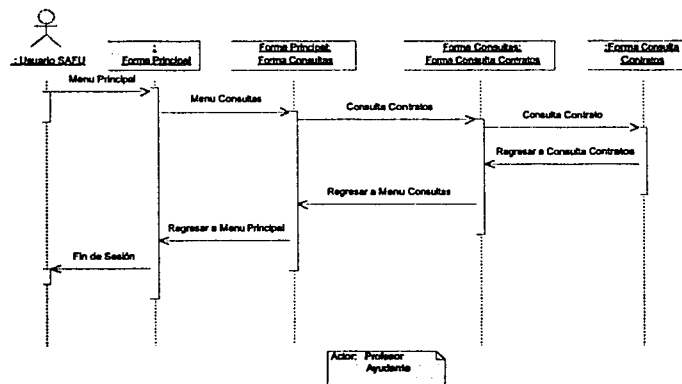 : Usuario SAFU
:
Forma Principal
Forma Principal:
Forma Consultas
Forma Consultas:
Forma Consulta Contratos
:Forma Consulta
Contratos
Menu Principal
Menu Consultas
Consulta Contratos
Consulta Contrato
Regresar a Consulta Contratos
Regresar a Menu Consultas
Regresar a Menu Principal
Fin de Sesión
Actor: Profesor
Ayudante